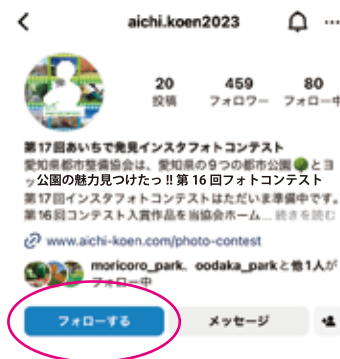 aichi.koen2023
20 459 80
投稿 フォロワー フォロー中
第17回あいちで発見インスタフォトコンテスト
愛知県都市整備協会は、愛知県の9つの都市公園 とヨ
ッ 公園の魅力見つけたっ!! 第 16 回フォトコンテスト
第17回インスタフォトコンテストはただいま準備中です。
第16回コンテスト入賞作品を当協会ホーム... 続きを読む
www.aichi-koen.com/photo-contest
moricoro_park、oodaka_parkと他1人が
フォロー中
フォローする メッセージ